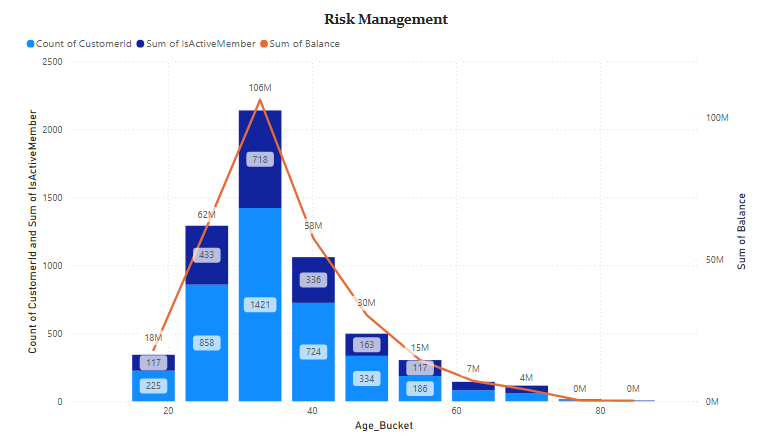 Risk Management
Count of CustomerId Sum of IsActiveMember Sum of Balance
Count of CustomerId and Sum of IsActiveMember
2500
2000
1500
1000
500
0
18M
62M
106M
58M
30M
15M
7M
4M
0M
0M
117
433
718
336
163
117
225
858
1421
724
334
186
100M
50M
0M
Sum of Balance
20
40
60
80
Age_Bucket